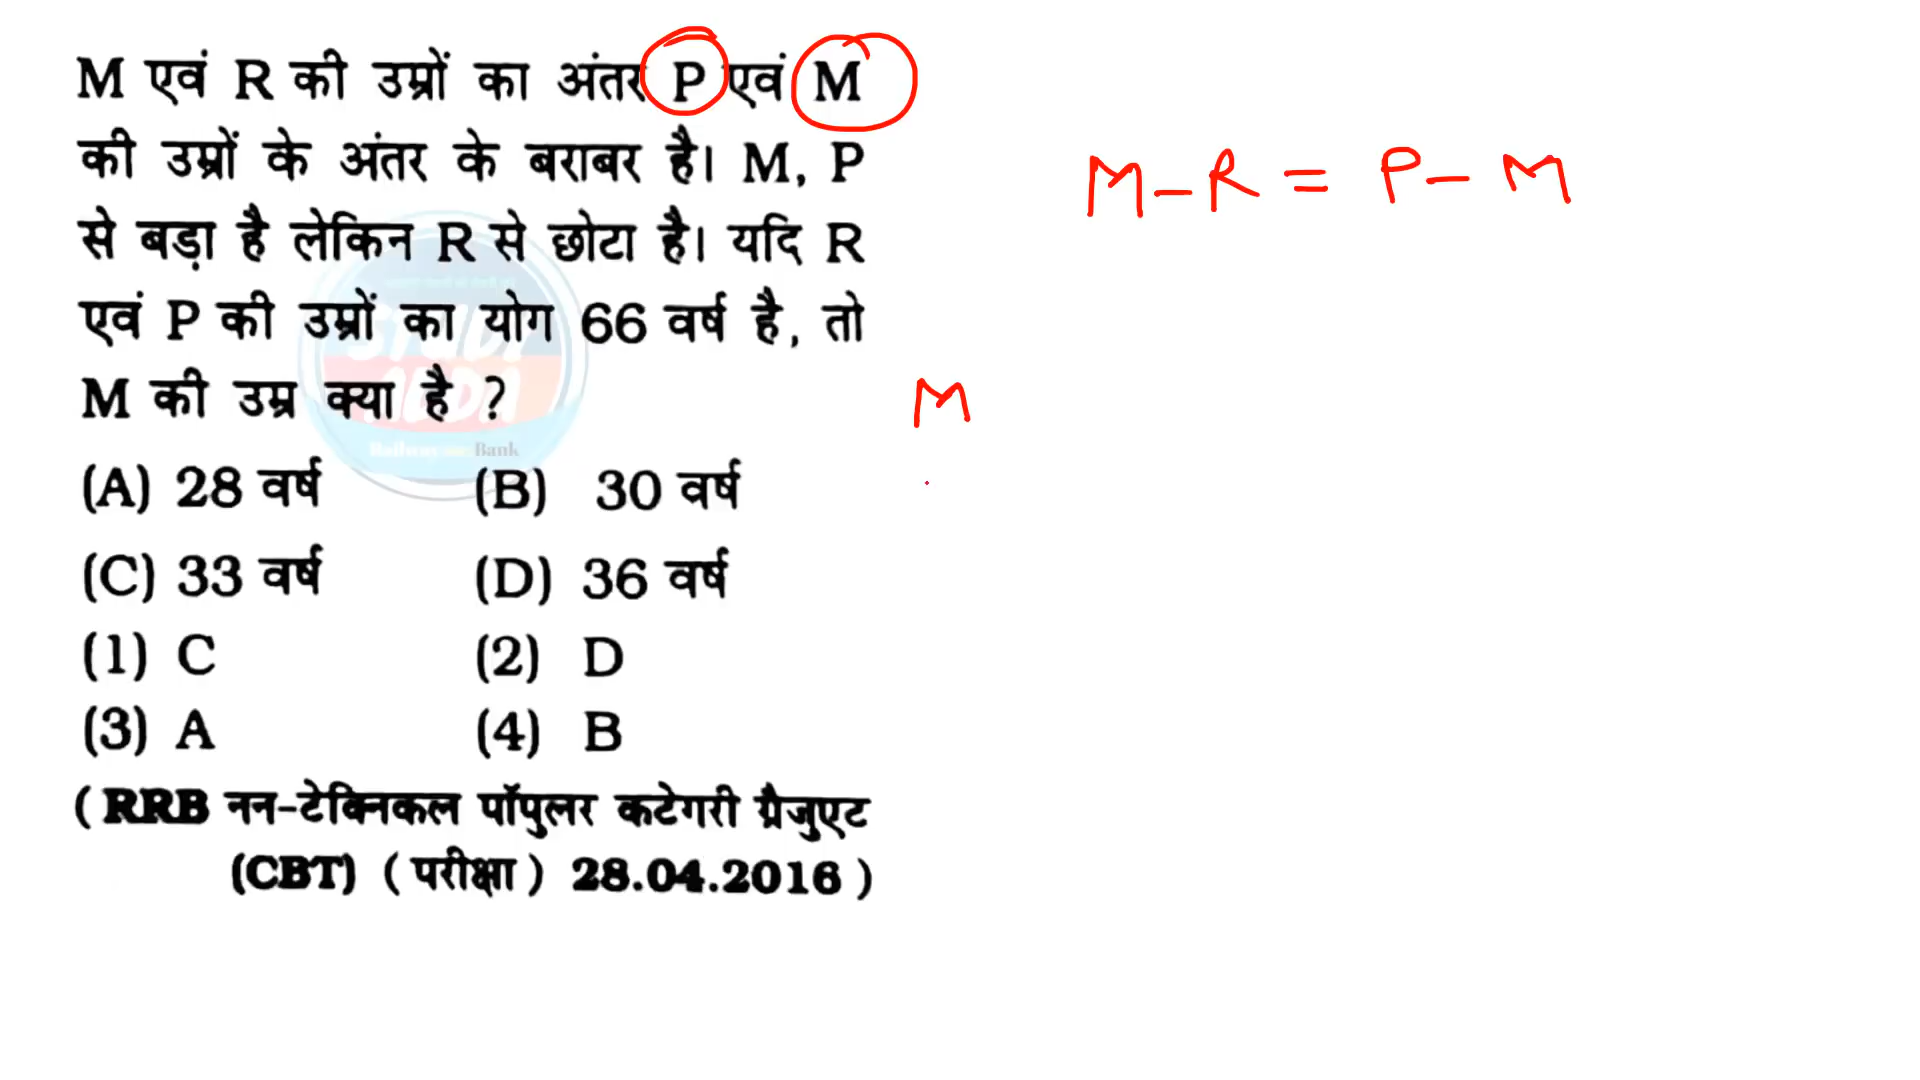 M एवं R की उम्रों का अंतर P एवं M
की उम्रों के अंतर के बराबर है। M, P
से बड़ा है लेकिन R से छोटा है। यदि R
एवं P की उम्रों का योग 66 वर्ष है, तो
M की उम्र क्या है ?
(A) 28 वर्ष (B) 30 वर्ष
(C) 33 वर्ष (D) 36 वर्ष
(1) C (2) D
(3) A (4) B
( RRB नन-टेक्निकल पॉपुलर कटेगरी ग्रैजुएट
(CBT) ( परीक्षा ) 28.04.2016 )
M - R = P - M
M
Bank